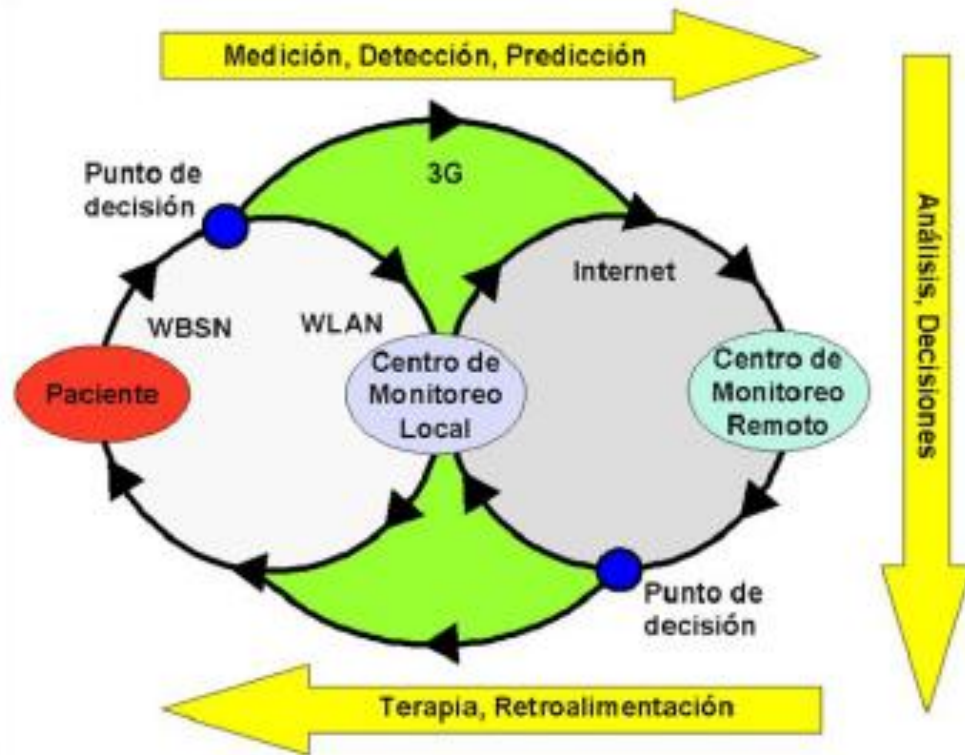 Medición, Detección, Predicción
3G
Punto de
decisión
Internet
WBSN
WLAN
Paciente
Centro de
Monitoreo
Local
Centro de
Monitoreo
Remoto
Análisis, Decisiones
Punto de
decisión
Terapia, Retroalimentación